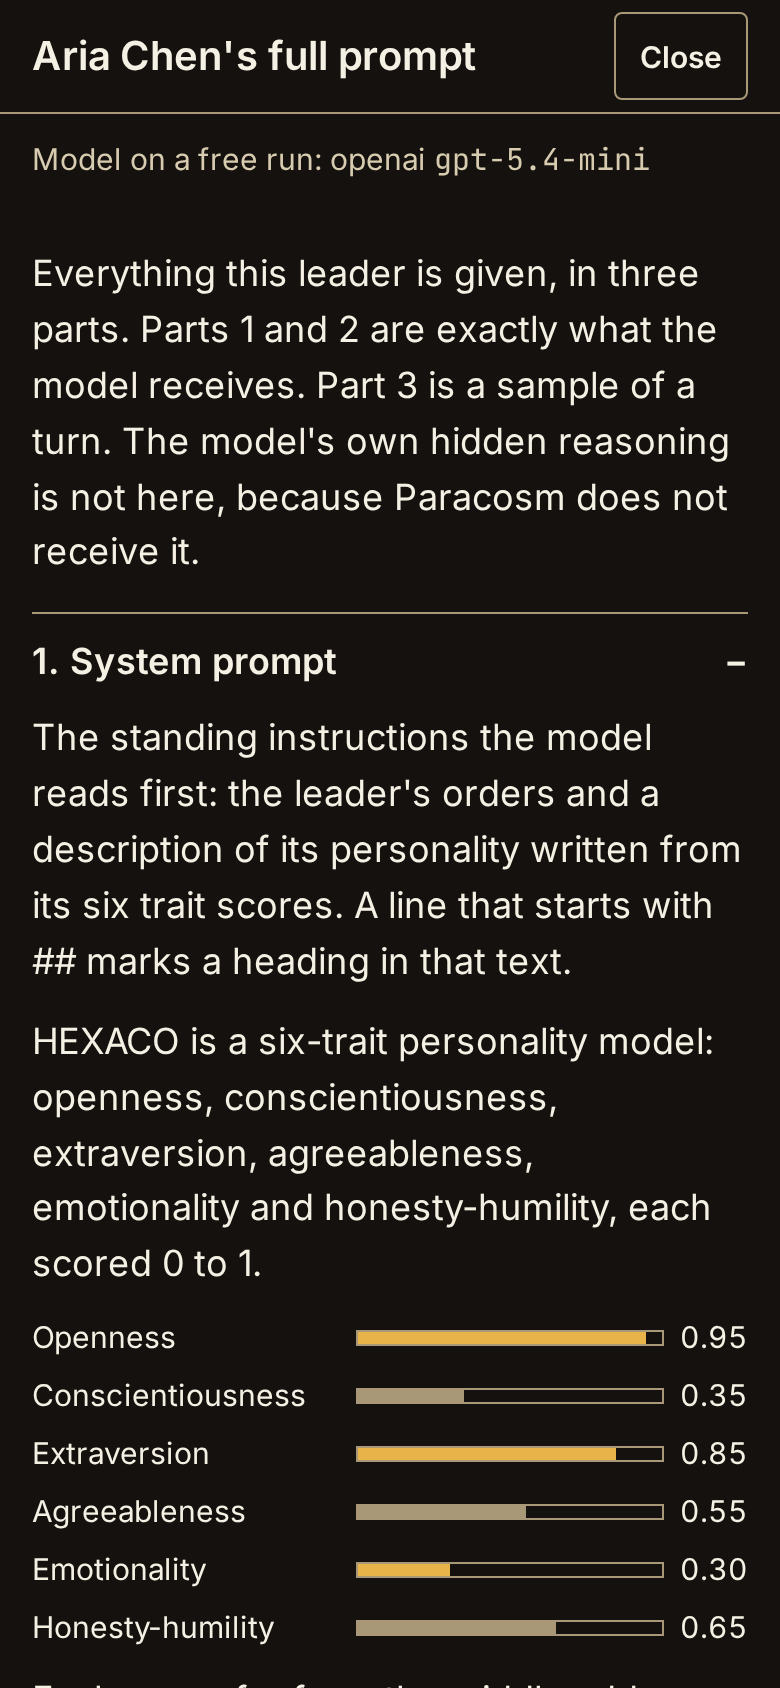 Aria Chen's full prompt
Close
Model on a free run: openai gpt-5.4-mini
Everything this leader is given, in three
parts. Parts 1 and 2 are exactly what the
model receives. Part 3 is a sample of a
turn. The model's own hidden reasoning
is not here, because Paracosm does not
receive it.
1. System prompt
–
The standing instructions the model
reads first: the leader's orders and a
description of its personality written from
its six trait scores. A line that starts with
## marks a heading in that text.
HEXACO is a six-trait personality model:
openness, conscientiousness,
extraversion, agreeableness,
emotionality and honesty-humility, each
scored 0 to 1.
Openness 0.95
Conscientiousness 0.35
Extraversion 0.85
Agreeableness 0.55
Emotionality 0.30
Honesty-humility 0.65